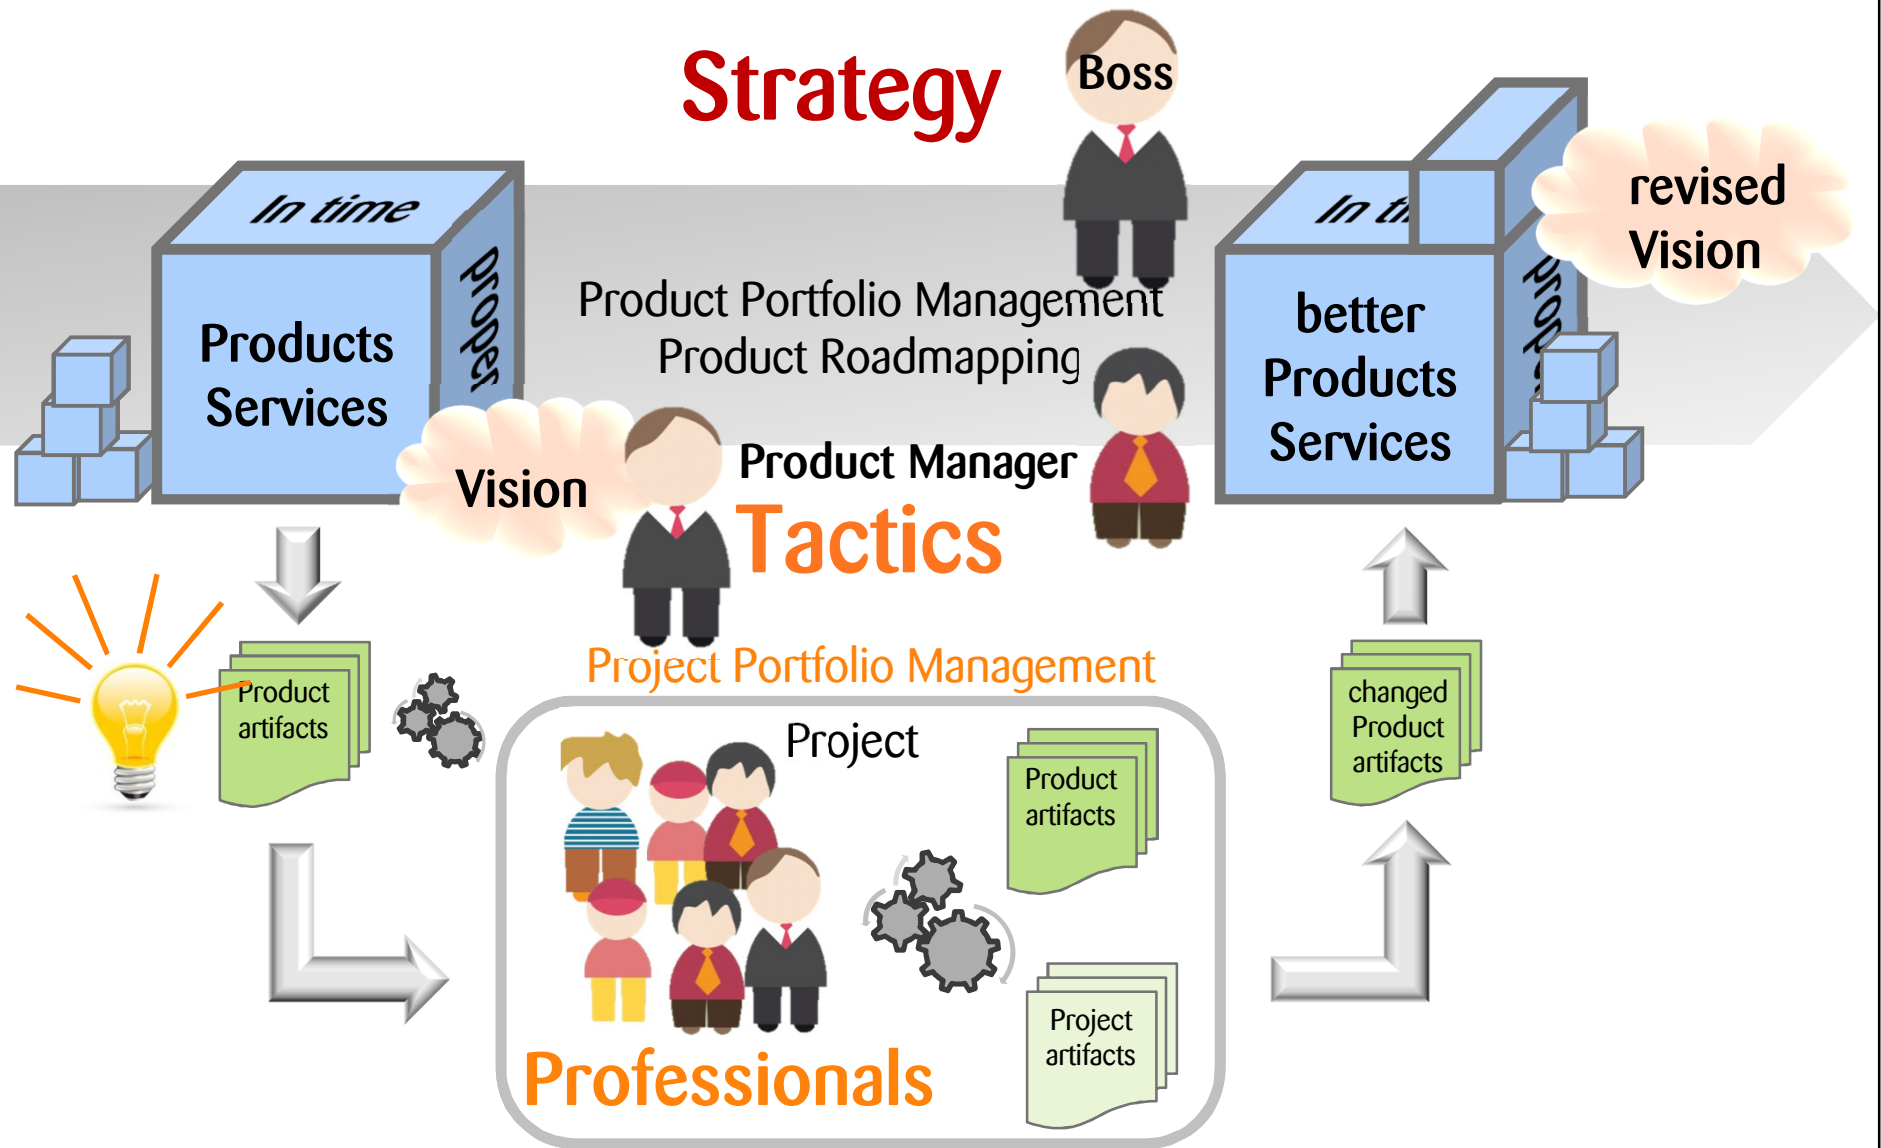 Strategy
Boss
In time
proper
Products
Services
Vision
Product Portfolio Management
Product Roadmapping
Product Manager
Tactics
In ti
better
Products
Services
revised
Vision
Product
artifacts
Project Portfolio Management
Project
Product
artifacts
Project
artifacts
Professionals
changed
Product
artifacts